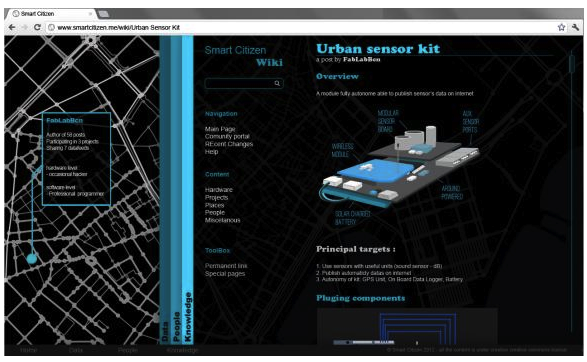 Smart Citizen
www.smartcitizen.me/wiki/Urban Sensor Kit
FabLabBcn
Author of 58 posts
Participating in 3 projects
Sharing 7 datafeeds
hardware level
- occasional hacker
software level
- Professional programmer
Data
People
Knowledge
Smart Citizen
Wiki
Navigation
Main Page
Comunity portal
REcent Changes
Help
Content
Hardware
Projects
Places
People
Miscelanous
ToolBox
Permanent link
Special pages
Urban sensor kit
a post by FabLabBcn
Overview
A module fully autonome able to publish sensor's data on internet
MODULAR
SENSOR
BOARD
AUX.
SENSOR
PORTS
WIRELESS
MODULE
ARDUINO
POWERED
SOLAR CHARGED
BATTERY
Principal targets :
1. Use sensors with useful units (sound sensor - dB)
2. Publish automaticly datas on internet
3. Autonomy of kit: GPS Unit, On Board Data Logger, Battery
Pluging components
Home Data People Knowledge